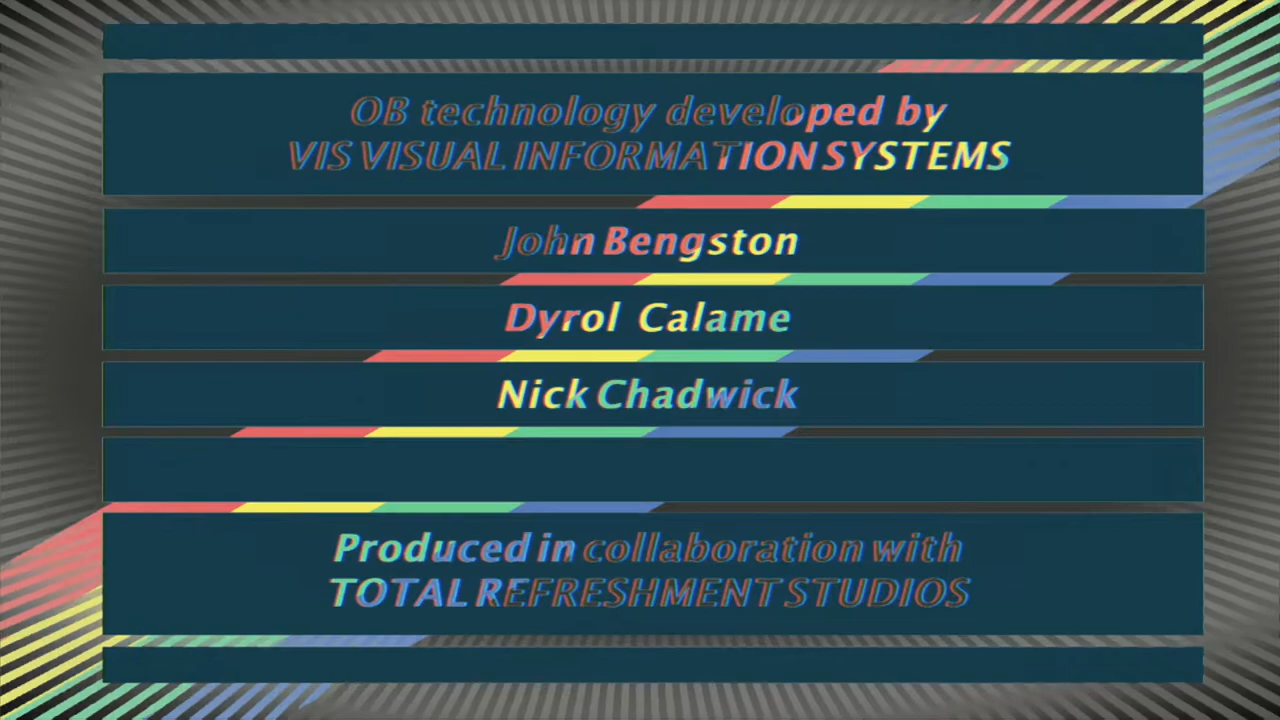 OB technology developed by
VIS VISUAL INFORMATION SYSTEMS
John Bengston
Dyrol Calame
Nick Chadwick
Produced in collaboration with
TOTAL REFRESHMENT STUDIOS